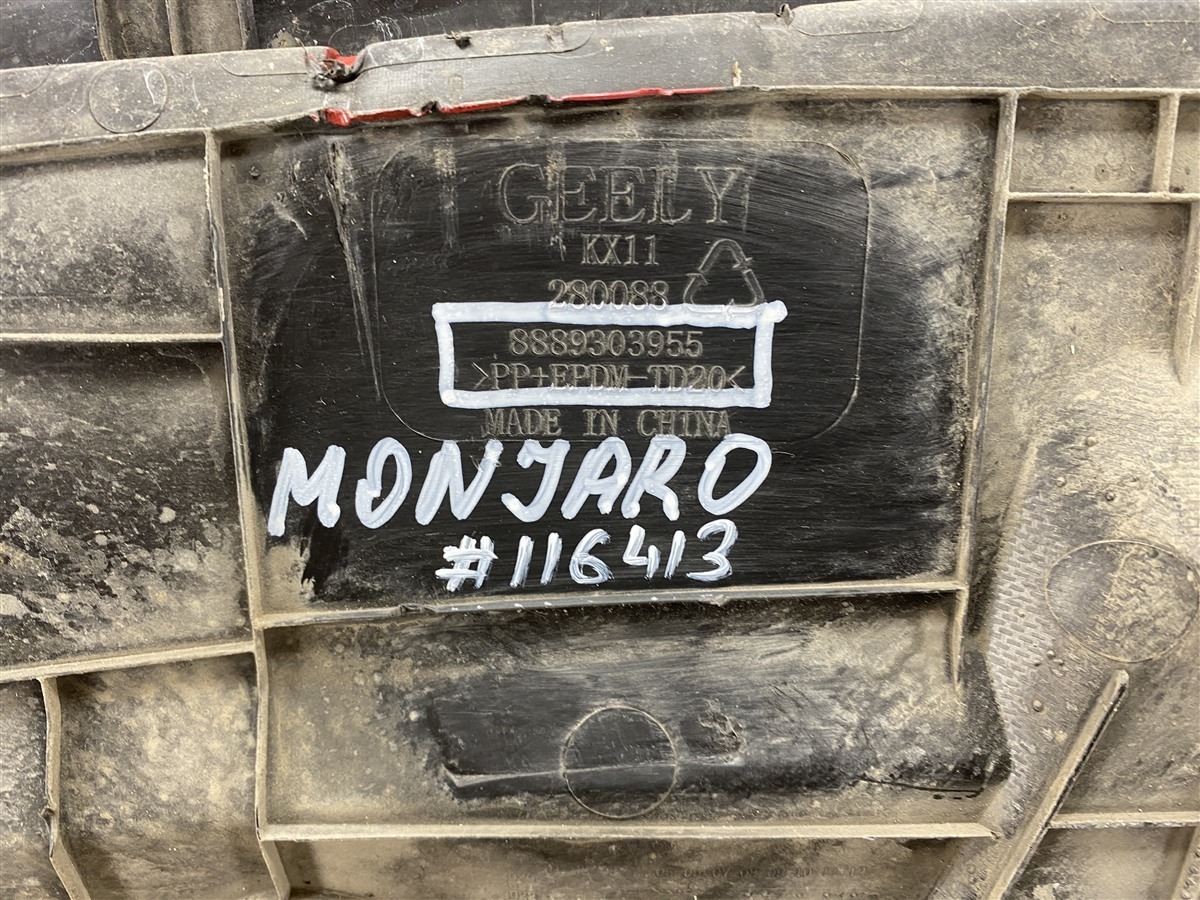 GEELY
KX11
280088
8889303955
>PP+EPDM-TD20<
MADE IN CHINA
MONJARO
#116413